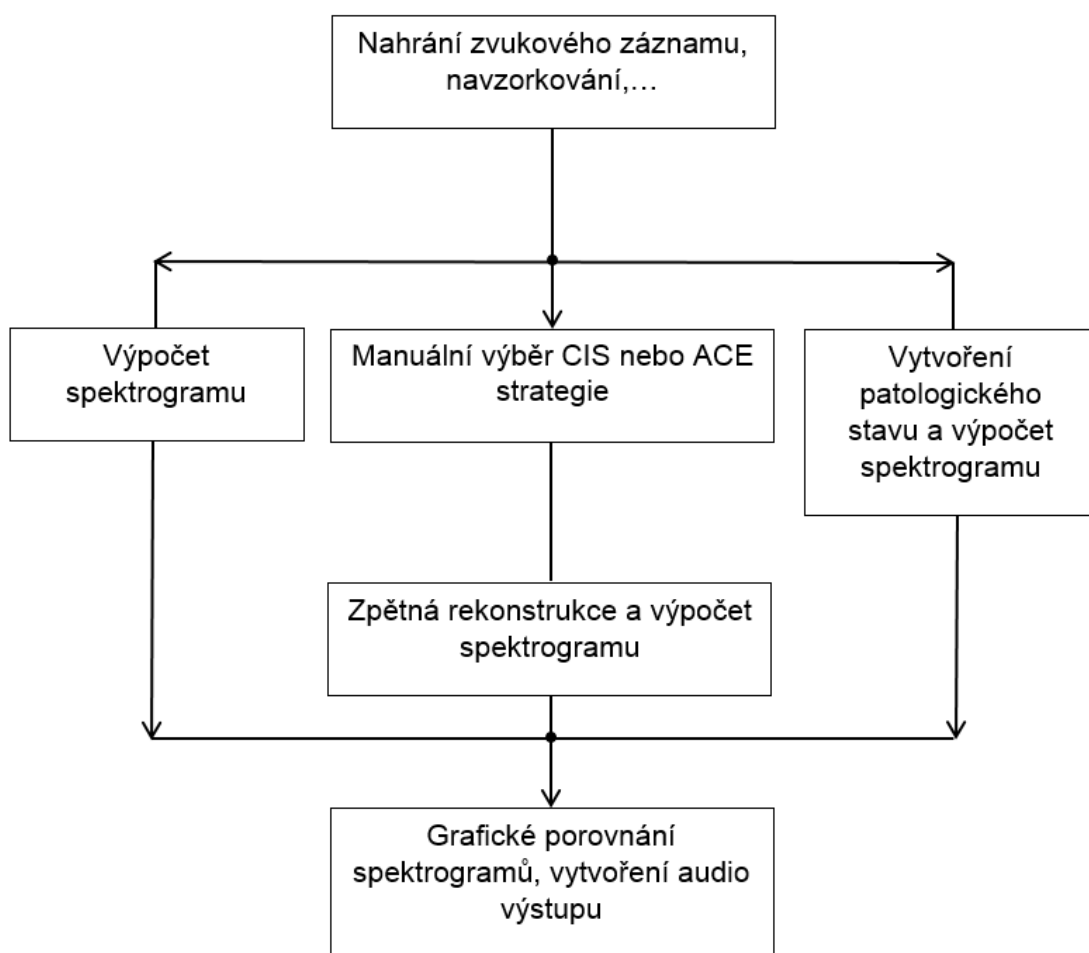 Nahrání zvukového záznamu,
navzorkování,…
Výpočet
spektrogramu
Manuální výběr CIS nebo ACE
strategie
Vytvoření
patologického
stavu a výpočet
spektrogramu
Zpětná rekonstrukce a výpočet
spektrogramu
Grafické porovnání
spektrogramů, vytvoření audio
výstupu